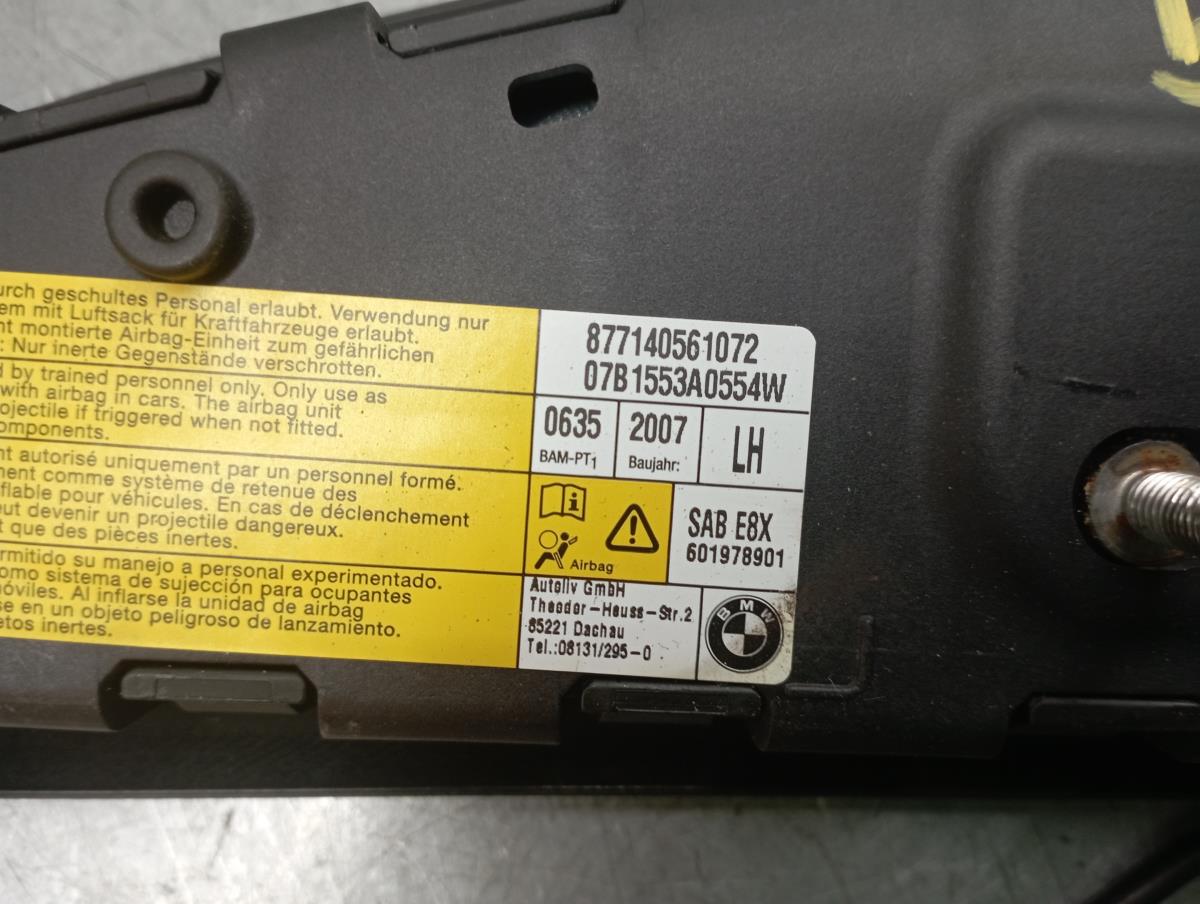 urch geschultes Personal erlaubt. Verwendung nur
em mit Luftsack für Kraftfahrzeuge erlaubt.
nt montierte Airbag-Einheit zum gefährlichen
: Nur inerte Gegenstände verschrotten.
d by trained personnel only. Only use as
with airbag in cars. The airbag unit
rojectile if triggered when not fitted.
omponents.
nt autorisé uniquement par un personnel formé.
ment comme système de retenue des
flable pour véhicules. En cas de déclenchement
eut devenir un projectile dangereux.
t que des pièces inertes.
ermitido su manejo a personal experimentado.
omo sistema de sujección para ocupantes
móviles. Al inflarse la unidad de airbag
se en un objeto peligroso de lanzamiento.
etos inertes.
877140561072
07B1553A0554W
0635
BAM-PT1
2007
Baujahr:
LH
Airbag
SAB E8X
601978901
Autoliv GmbH
Theodor-Heuss-Str.2
85221 Dachau
Tel.:08131/295-0
BMW